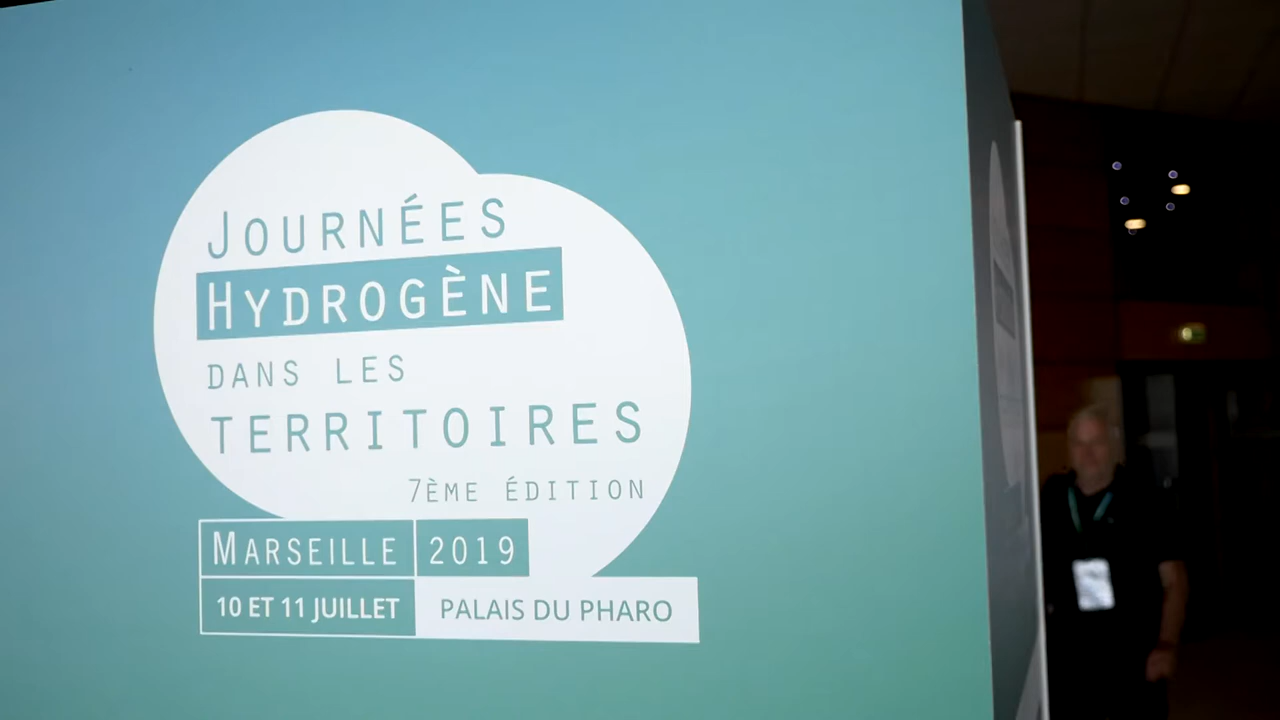 JOURNÉES
HYDROGÈNE
DANS LES
TERRITOIRES
7ÈME ÉDITION
MARSEILLE 2019
10 ET 11 JUILLET PALAIS DU PHARO